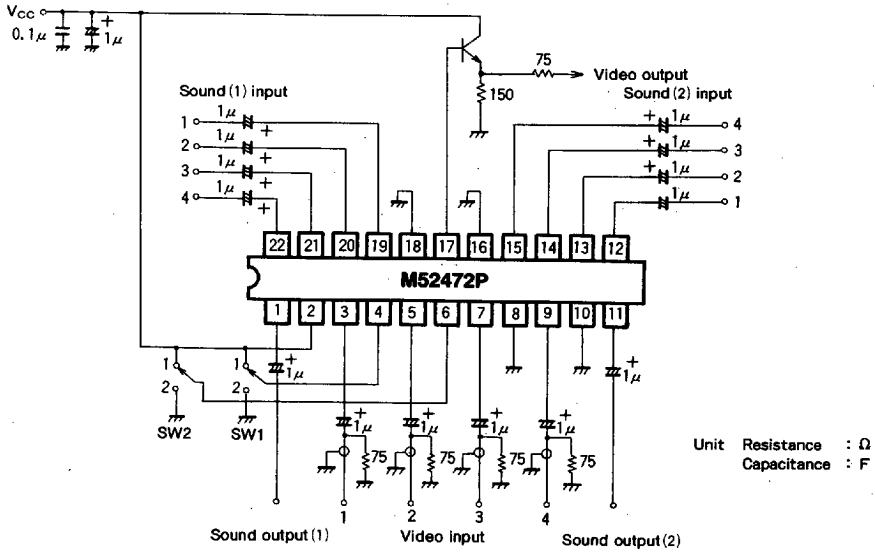 Vcc
0.1μ
+
1μ
75
Video output
150
Sound (1) input
Sound (2) input
1 1μ +
2 1μ +
3 1μ +
4 1μ +
+ 1μ 4
+ 1μ 3
+ 1μ 2
+ 1μ 1
22 21 20 19 18 17 16 15 14 13 12
M52472P
1 2 3 4 5 6 7 8 9 10 11
1 2 SW2
1 2 SW1
+ 1μ
+ 1μ
+ 1μ 75
+ 1μ 75
+ 1μ 75
+ 1μ 75
Unit Resistance : Ω
Capacitance : F
Sound output (1)
1 2 3 4
Video input
Sound output (2)